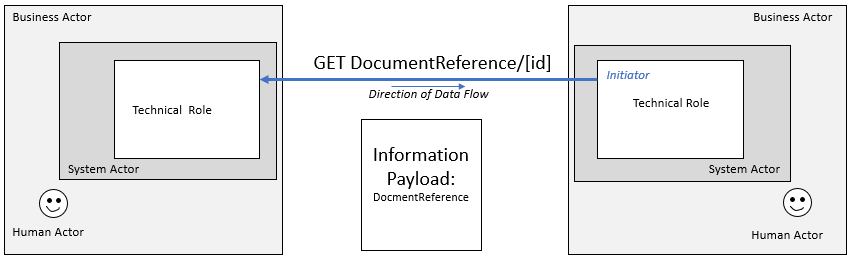 Business Actor
Business Actor
GET DocumentReference/[id]
Initiator
Direction of Data Flow
Technical Role
Technical Role
Information
Payload:
DocmentReference
System Actor
System Actor
Human Actor
Human Actor